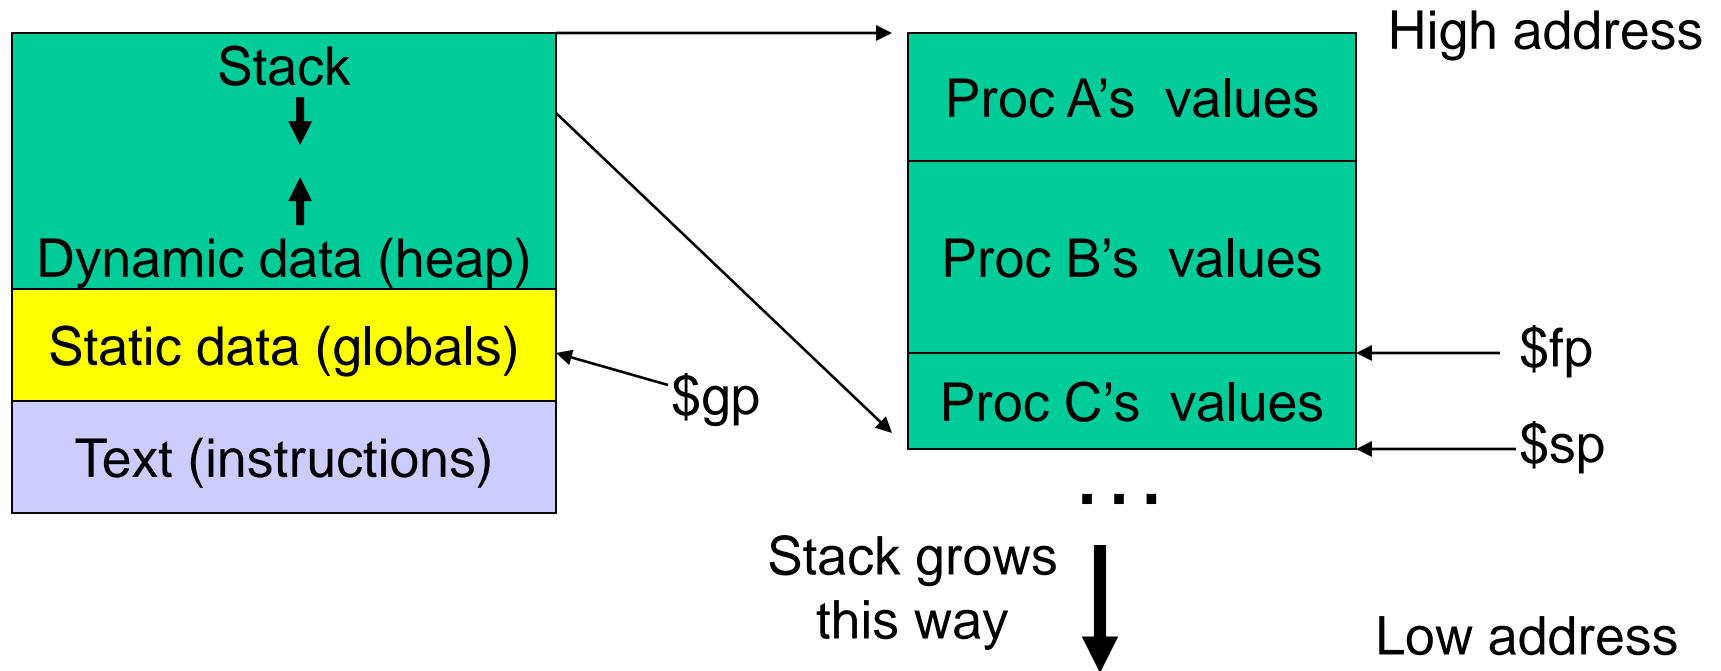 Stack
Dynamic data (heap)
Static data (globals)
Text (instructions)
$gp
High address
Proc A’s values
Proc B’s values
Proc C’s values
$fp
$sp
. . .
Stack grows
this way
Low address